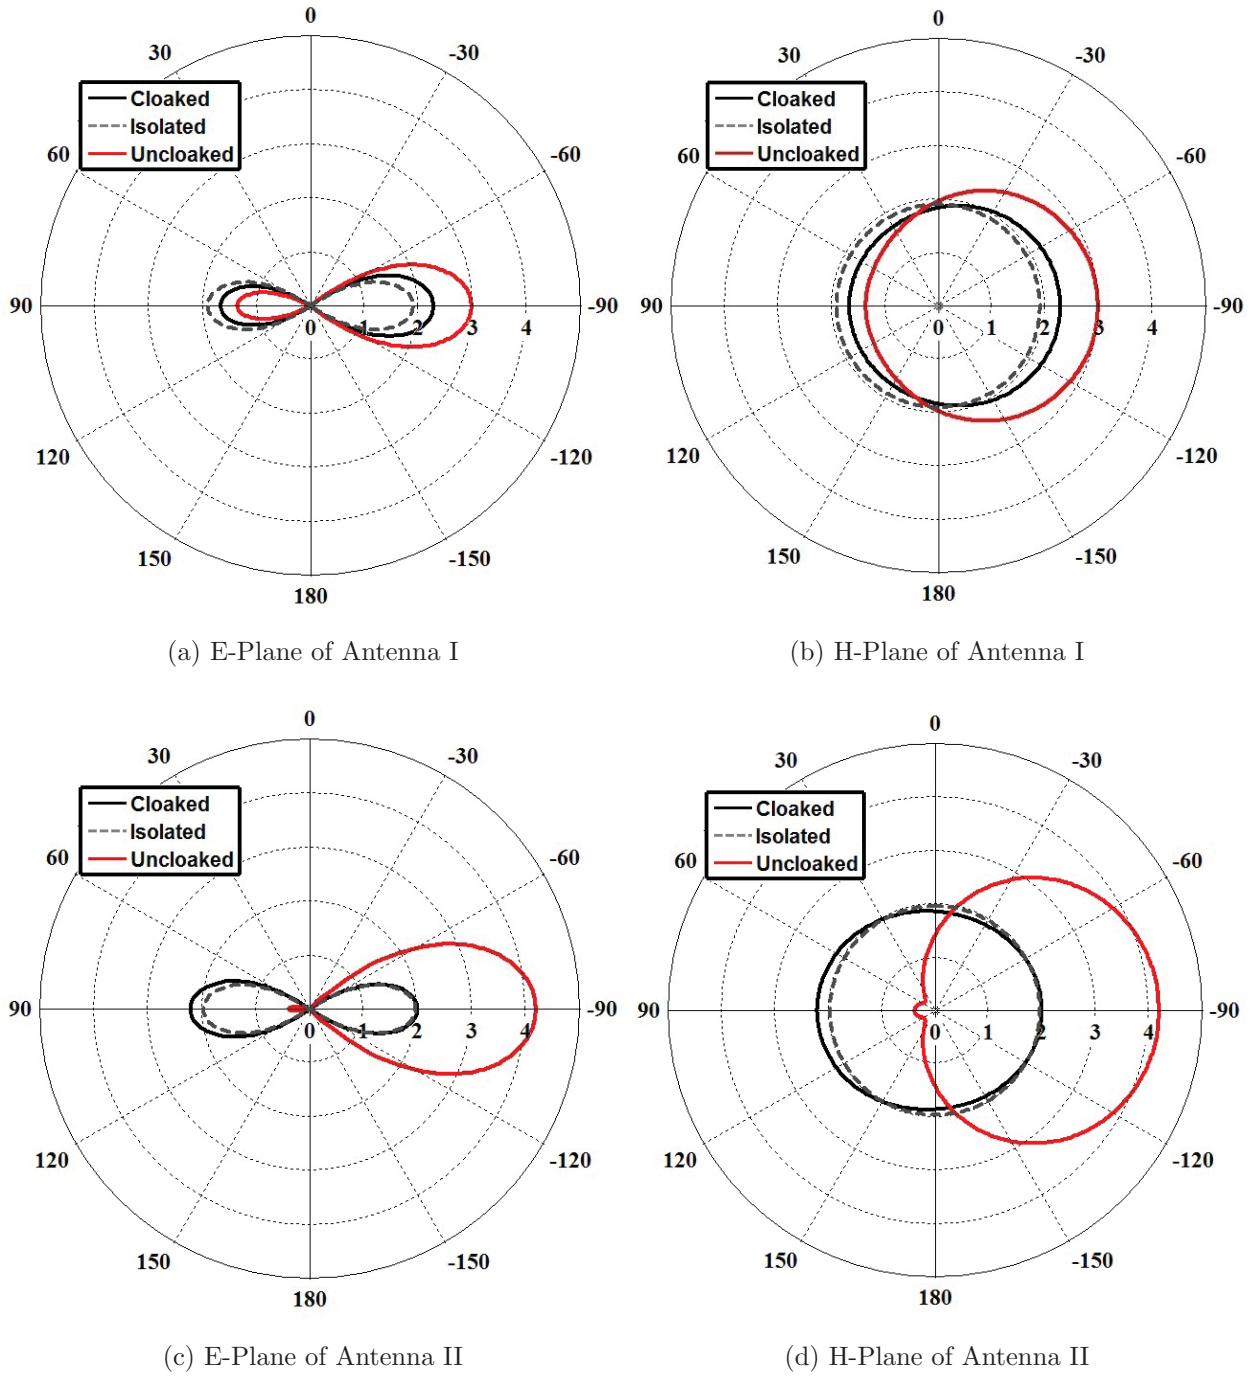 0
30
-30
Cloaked
Isolated
Uncloaked
60
-60
90
0 1 2 3 4
-90
120
-120
150
-150
180
(a) E-Plane of Antenna I
0
30
-30
Cloaked
Isolated
Uncloaked
60
-60
90
0 1 2 3 4
-90
120
-120
150
-150
180
(b) H-Plane of Antenna I
0
30
-30
Cloaked
Isolated
Uncloaked
60
-60
90
0 1 2 3 4
-90
120
-120
150
-150
180
(c) E-Plane of Antenna II
0
30
-30
Cloaked
Isolated
Uncloaked
60
-60
90
0 1 2 3 4
-90
120
-120
150
-150
180
(d) H-Plane of Antenna II